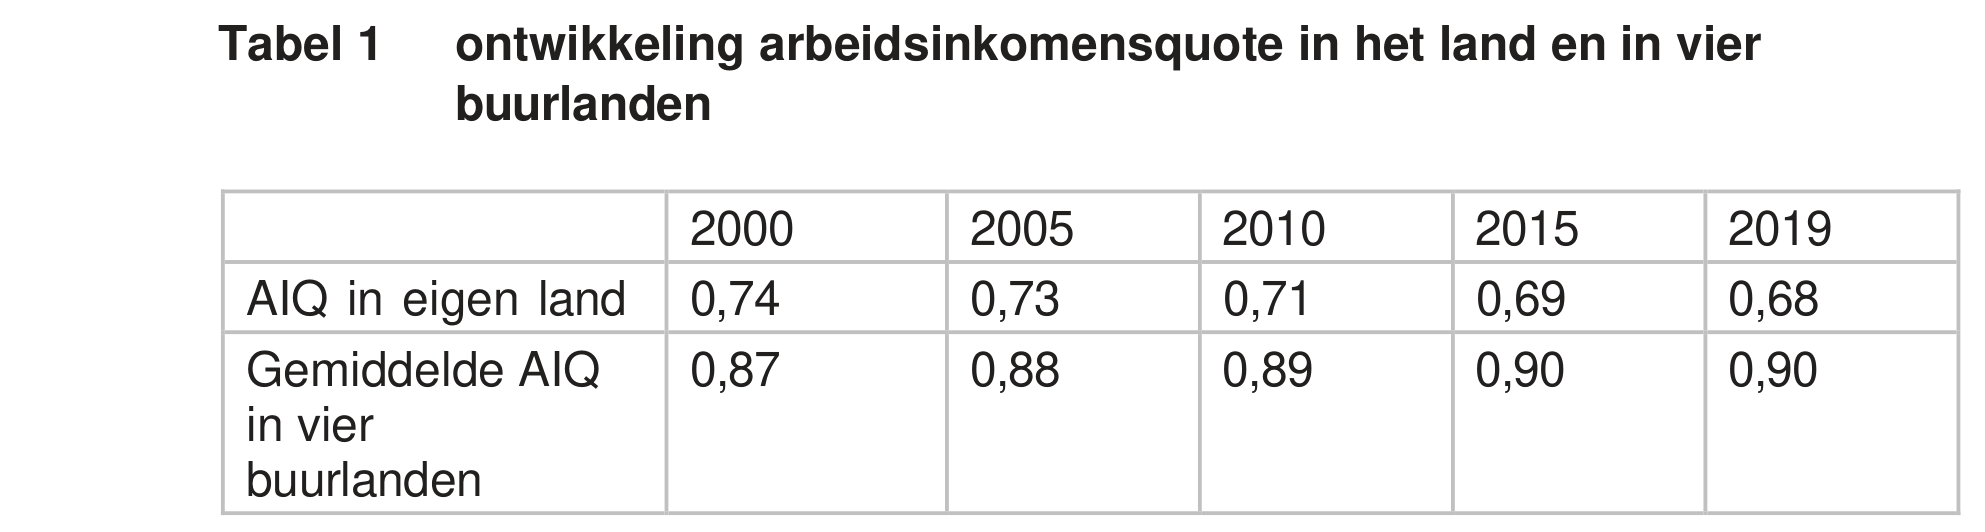 Tabel 1 ontwikkeling arbeidsinkomensquote in het land en in vier
buurlanden
2000 2005 2010 2015 2019
AIQ in eigen land 0,74 0,73 0,71 0,69 0,68
Gemiddelde AIQ 0,87 0,88 0,89 0,90 0,90
in vier
buurlanden